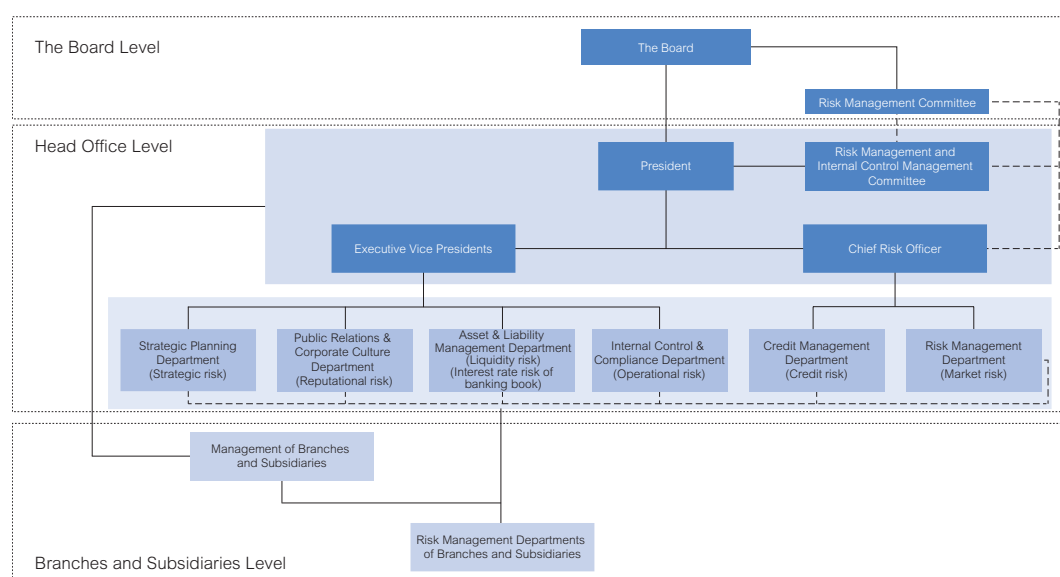 The Board Level
The Board
Risk Management Committee
Head Office Level
President
Risk Management and
Internal Control Management
Committee
Executive Vice Presidents
Chief Risk Officer
Strategic Planning
Department
(Strategic risk)
Public Relations &
Corporate Culture
Department
(Reputational risk)
Asset & Liability
Management Department
(Liquidity risk)
(Interest rate risk of
banking book)
Internal Control &
Compliance Department
(Operational risk)
Credit Management
Department
(Credit risk)
Risk Management
Department
(Market risk)
Management of Branches
and Subsidiaries
Risk Management Departments
of Branches and Subsidiaries
Branches and Subsidiaries Level